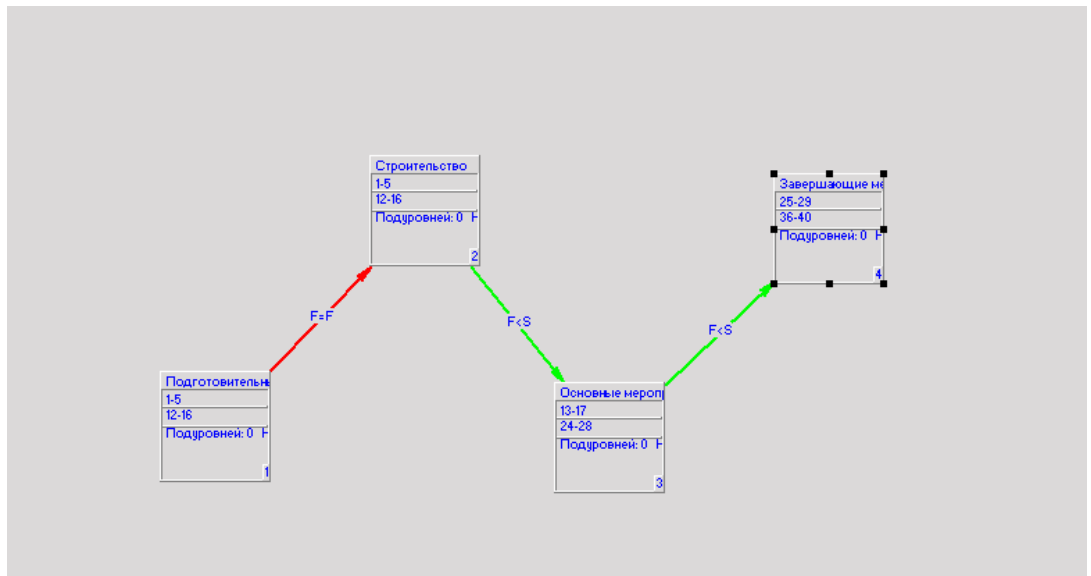 Строительство
1-5
12-16
Подуровней: 0
2
Завершающие
25-29
36-40
Подуровней: 0
4
F=F
F<S
F<S
Подготовительн
1-5
12-16
Подуровней: 0
1
Основные мероп
13-17
24-28
Подуровней: 0
3